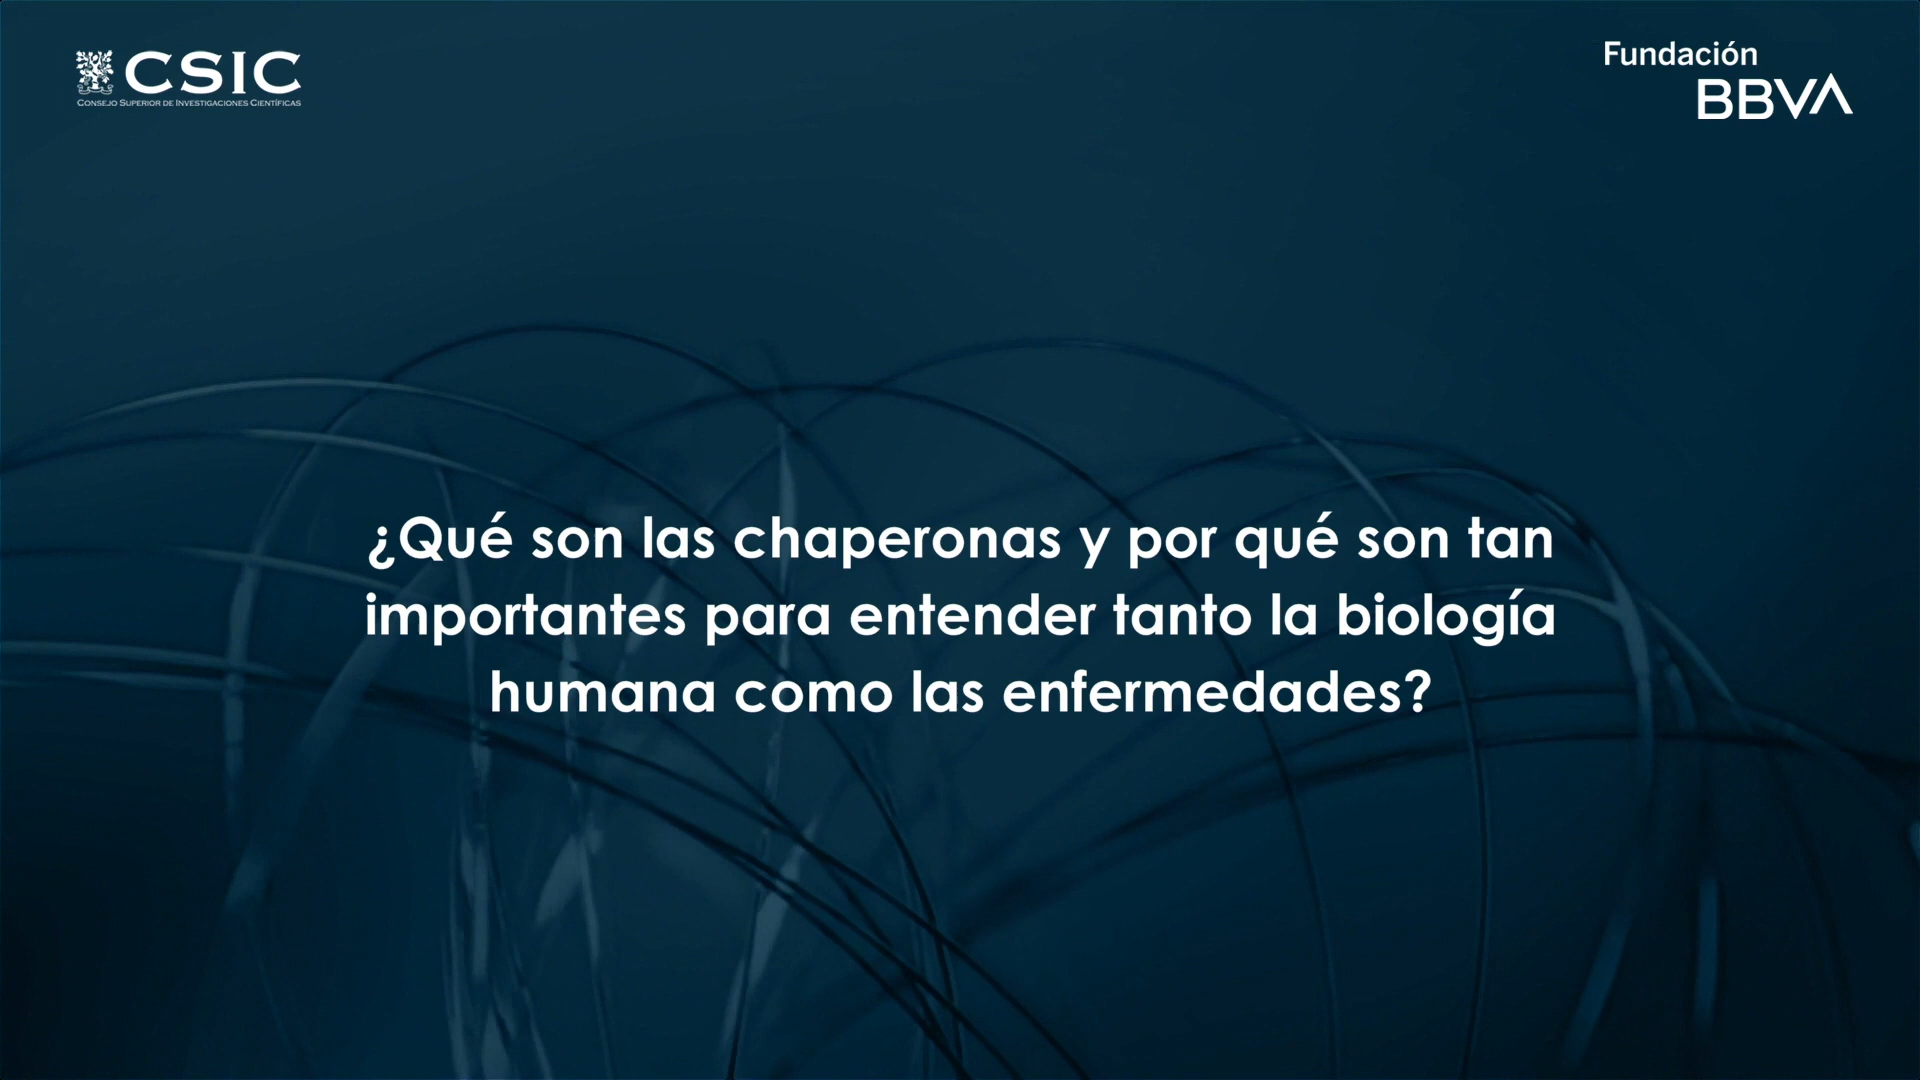 CSIC
CONSEJO SUPERIOR DE INVESTIGACIONES CIENTÍFICAS
Fundación
BBVA
¿Qué son las chaperonas y por qué son tan
importantes para entender tanto la biología
humana como las enfermedades?